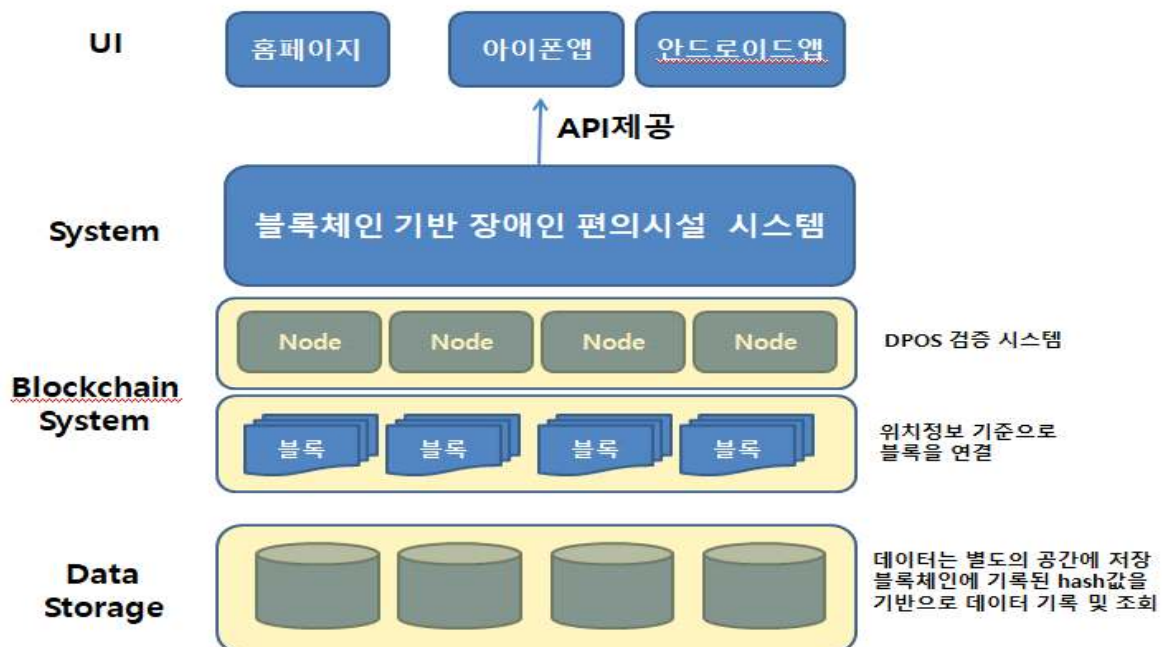 UI
홈페이지
아이폰앱
안드로이드앱
API제공
System
블록체인 기반 장애인 편의시설 시스템
Blockchain
System
Node
Node
Node
Node
DPOS 검증 시스템
블록
블록
블록
블록
위치정보 기준으로
블록을 연결
Data
Storage
데이터는 별도의 공간에 저장
블록체인에 기록된 hash값을
기반으로 데이터 기록 및 조회